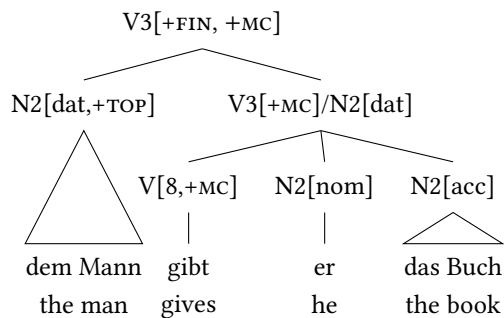 V3[+FIN, +MC]
N2[dat,+TOP] V3[+MC]/N2[dat]
V[8,+MC] N2[nom] N2[acc]
dem Mann gibt er das Buch
the man gives he the book